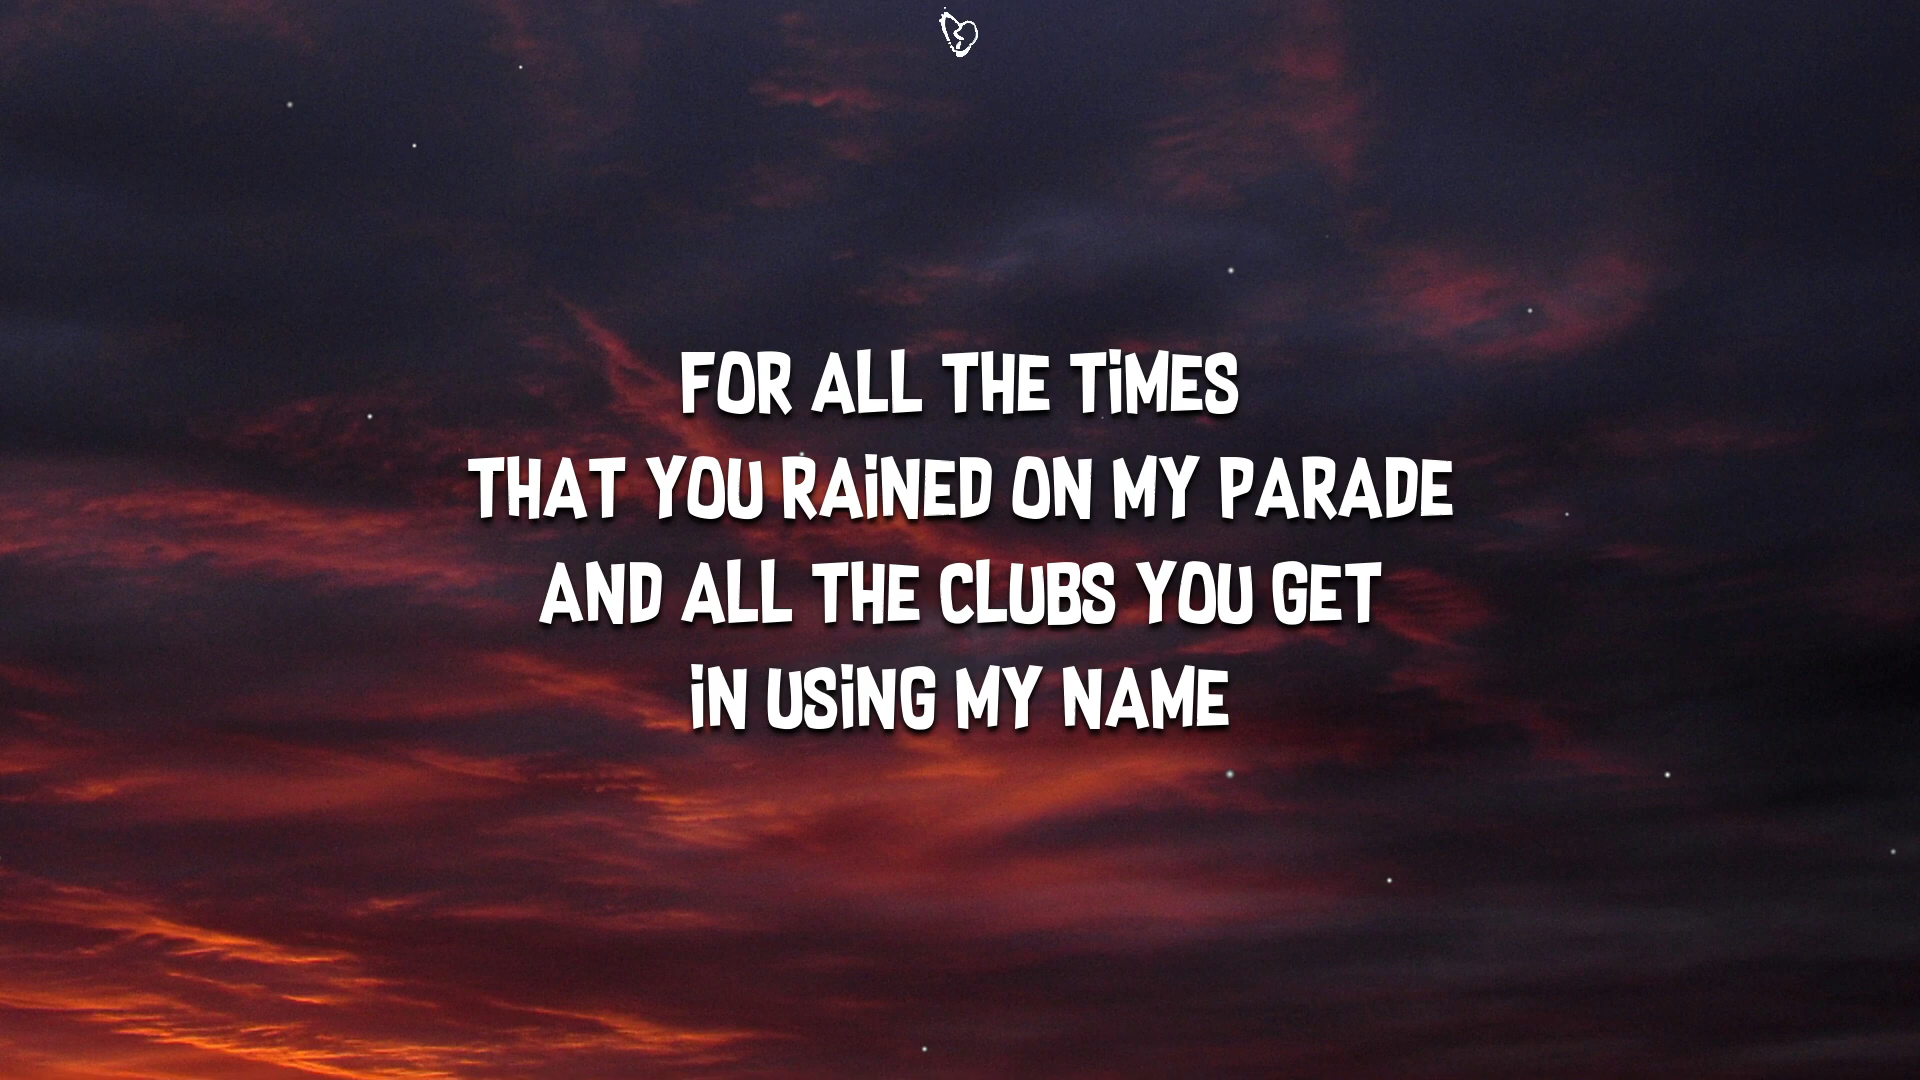 FOR ALL THE TIMES
THAT YOU RAINED ON MY PARADE
AND ALL THE CLUBS YOU GET
IN USING MY NAME